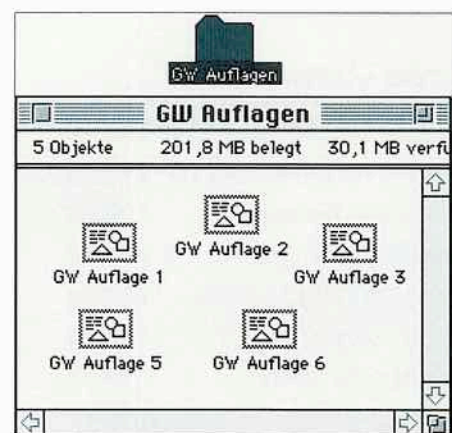 GW Auflagen
GW Auflagen
5 Objekte 201,8 MB belegt 30,1 MB verfü
GW Auflage 2
GW Auflage 1 GW Auflage 3
GW Auflage 5 GW Auflage 6